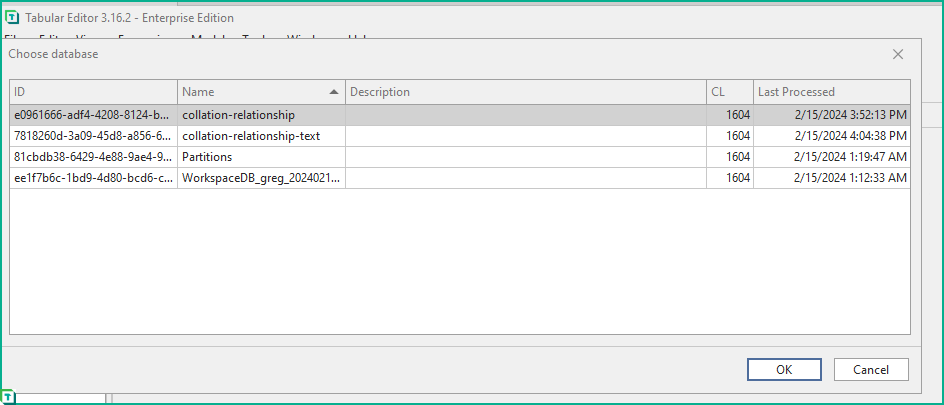 Tabular Editor 3.16.2 - Enterprise Edition
Choose database
ID Name Description CL Last Processed
e0961666-adf4-4208-8124-b... collation-relationship 1604 2/15/2024 3:52:13 PM
7818260d-3a09-45d8-a856-6... collation-relationship-text 1604 2/15/2024 4:04:38 PM
81cbdb38-6429-4e88-9ae4-9... Partitions 1604 2/15/2024 1:19:47 AM
ee1f7b6c-1bd9-4d80-bcd6-c... WorkspaceDB_greg_2024021... 1604 2/15/2024 1:12:33 AM
OK Cancel